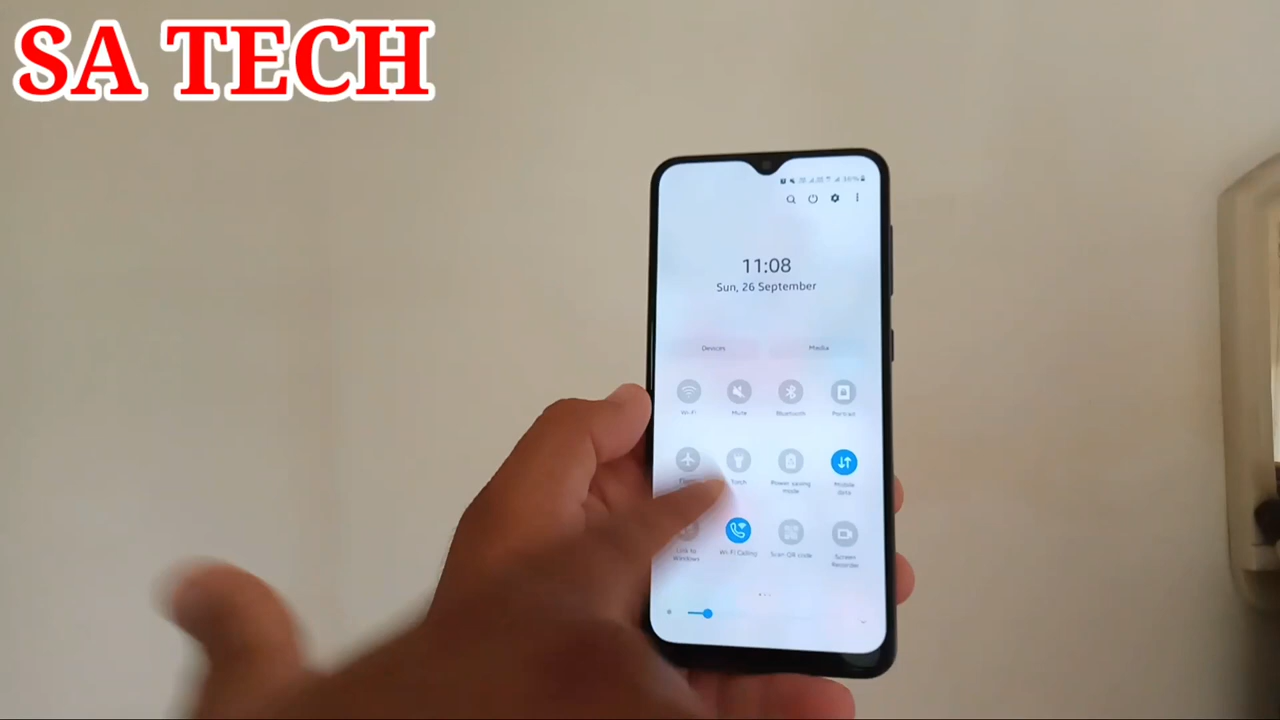 SA TECH
36%
11:08
Sun, 26 September
Devices
Media
Wi-Fi
Mute
Bluetooth
Portrait
Torch
Power saving
mode
Mobile
data
Link to
Windows
Wi-Fi Calling
Scan QR code
Screen
Recorder